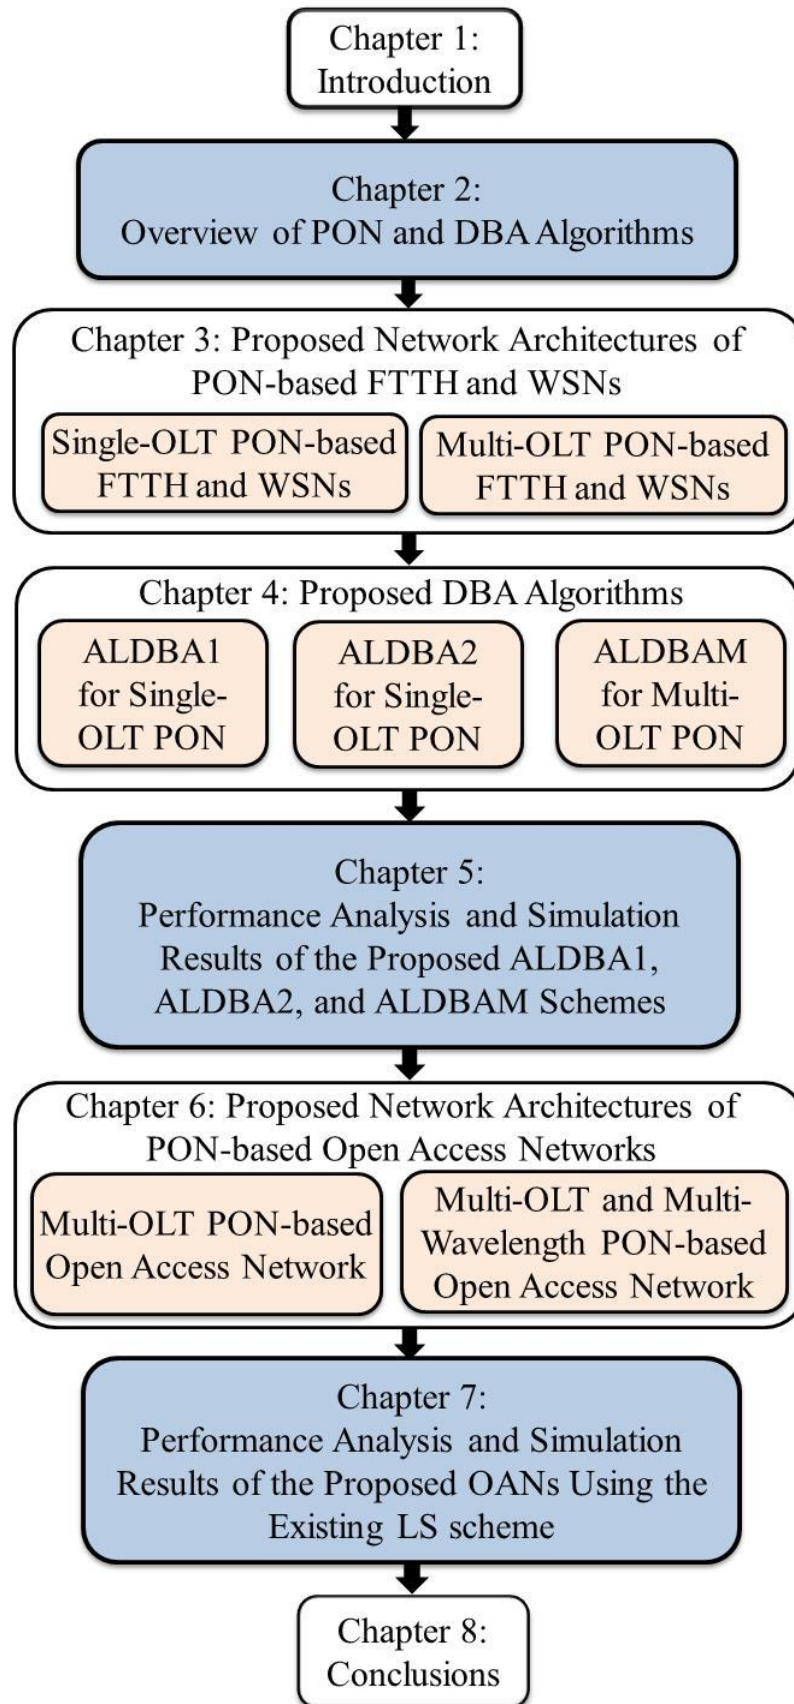 Chapter 1:
Introduction
Chapter 2:
Overview of PON and DBA Algorithms
Chapter 3: Proposed Network Architectures of
PON-based FTTH and WSNs
Single-OLT PON-based
FTTH and WSNs
Multi-OLT PON-based
FTTH and WSNs
Chapter 4: Proposed DBA Algorithms
ALDBA1
for Single-
OLT PON
ALDBA2
for Single-
OLT PON
ALDBAM
for Multi-
OLT PON
Chapter 5:
Performance Analysis and Simulation
Results of the Proposed ALDBA1,
ALDBA2, and ALDBAM Schemes
Chapter 6: Proposed Network Architectures of
PON-based Open Access Networks
Multi-OLT PON-based
Open Access Network
Multi-OLT and Multi-
Wavelength PON-based
Open Access Network
Chapter 7:
Performance Analysis and Simulation
Results of the Proposed OANs Using the
Existing LS scheme
Chapter 8:
Conclusions